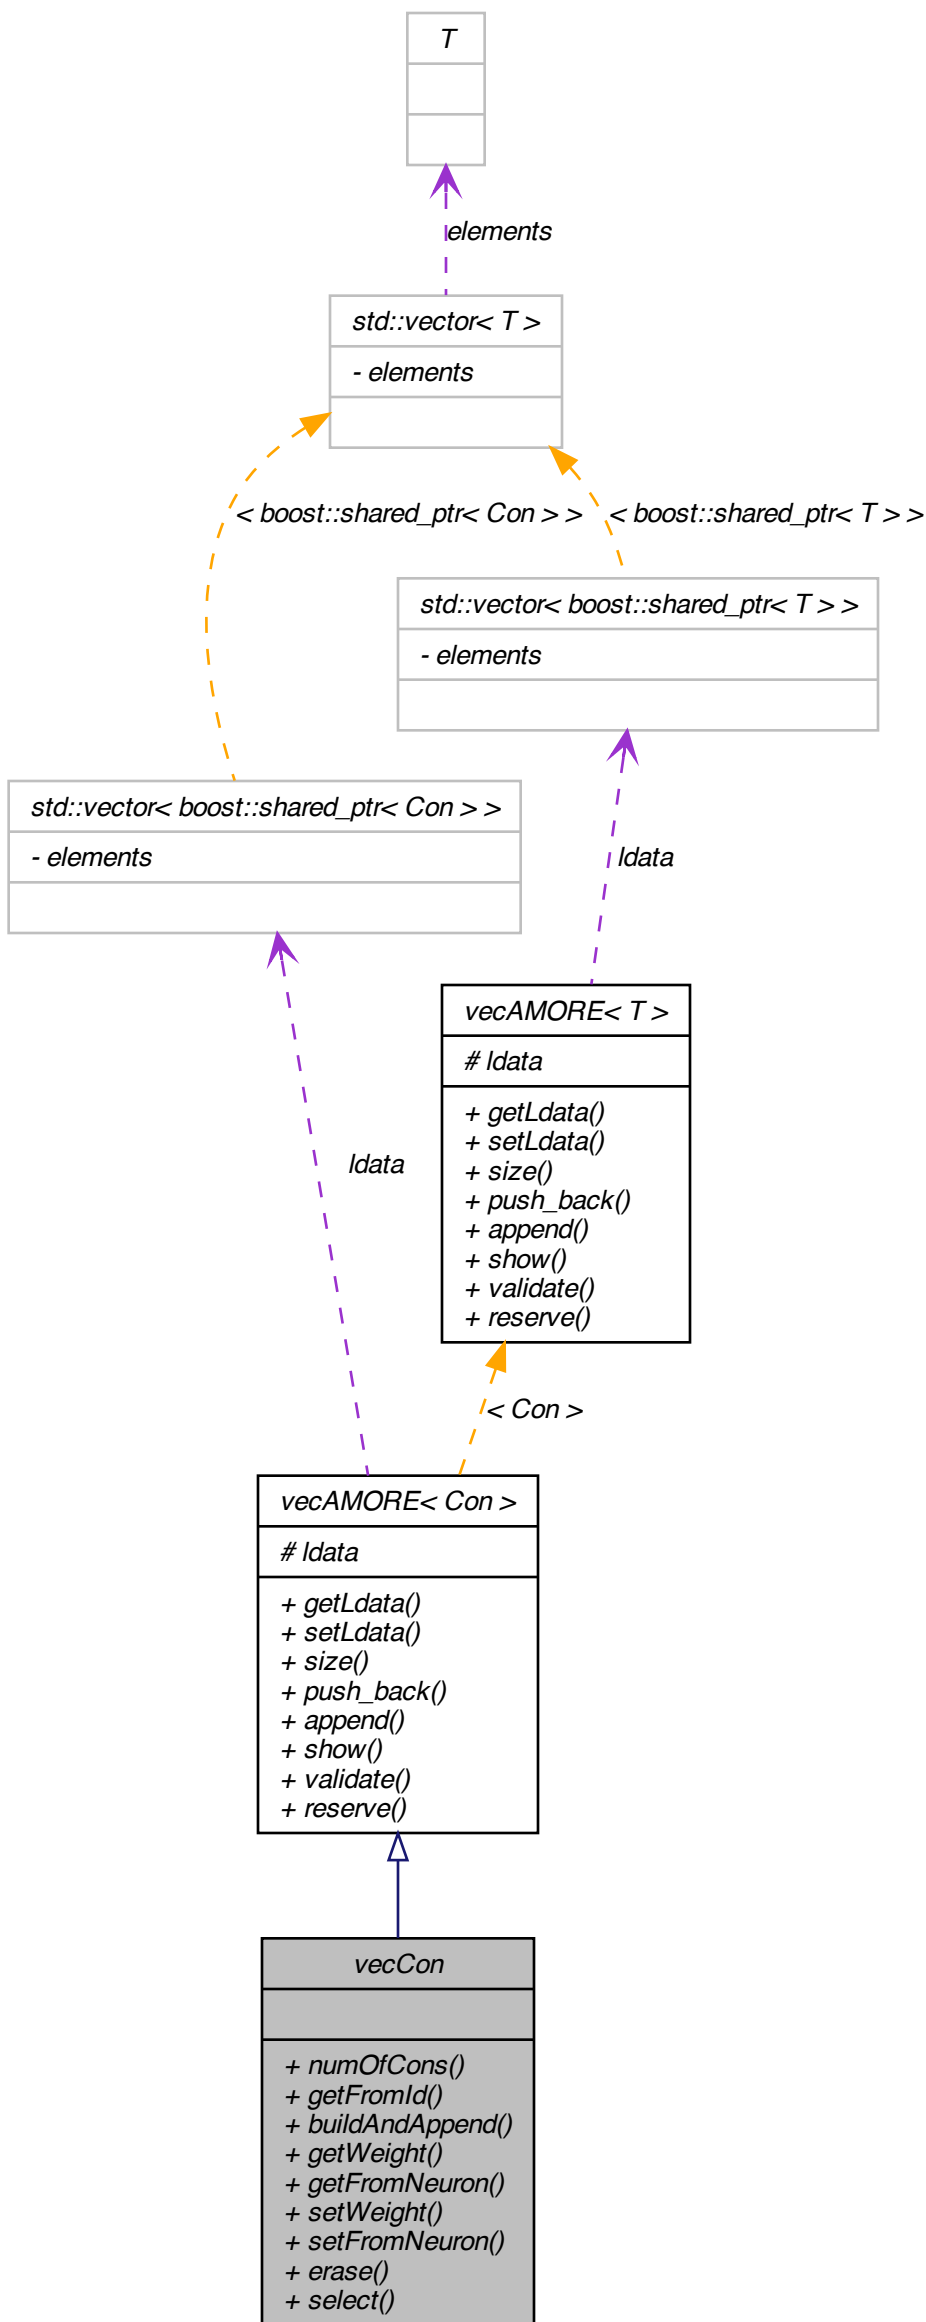 T
elements
std::vector< T >
- elements
< boost::shared_ptr< Con > >
< boost::shared_ptr< T > >
std::vector< boost::shared_ptr< T > >
- elements
std::vector< boost::shared_ptr< Con > >
- elements
ldata
vecAMORE< T >
# ldata
+ getLdata()
+ setLdata()
+ size()
+ push_back()
+ append()
+ show()
+ validate()
+ reserve()
ldata
< Con >
vecAMORE< Con >
# ldata
+ getLdata()
+ setLdata()
+ size()
+ push_back()
+ append()
+ show()
+ validate()
+ reserve()
vecCon
+ numOfCons()
+ getFromId()
+ buildAndAppend()
+ getWeight()
+ getFromNeuron()
+ setWeight()
+ setFromNeuron()
+ erase()
+ select()